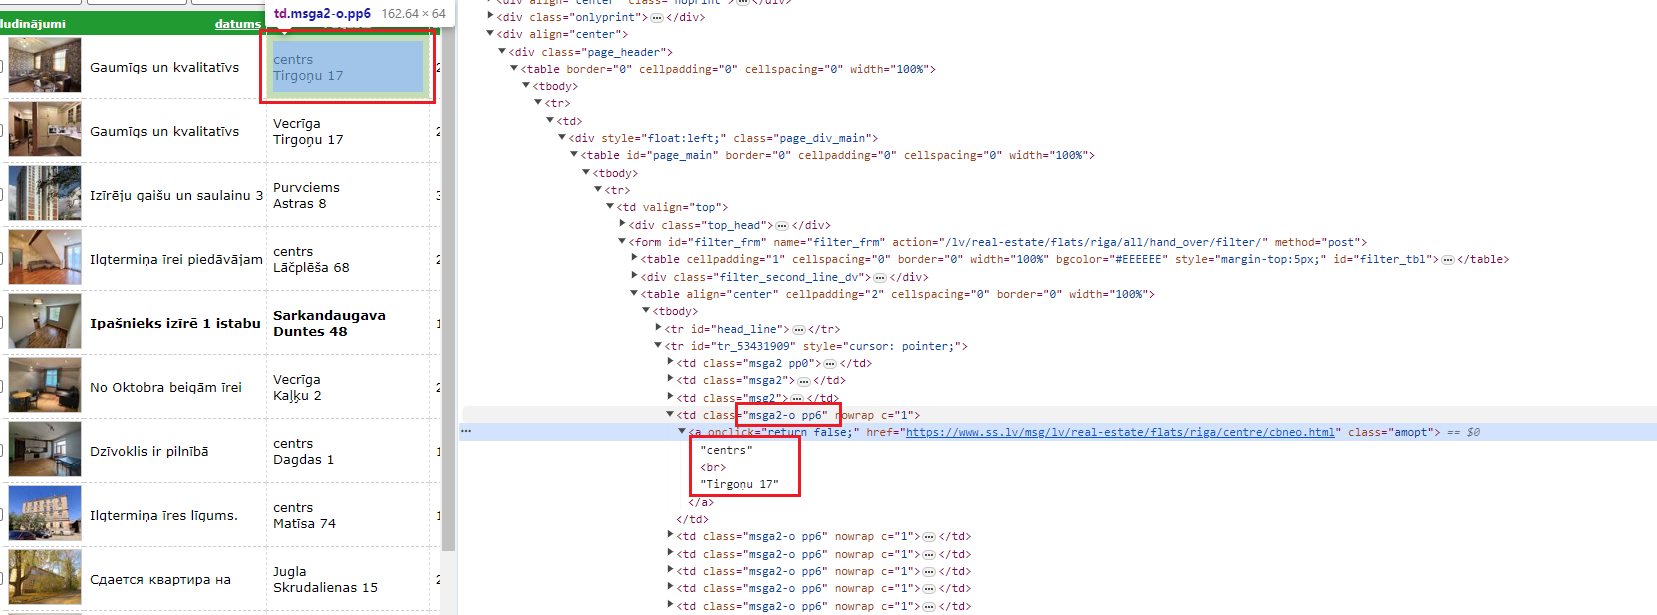 td.msga2-o.pp6 162.64 × 64
ludinājumi
datums
Gaumīgs un kvalitatīvs
centrs
Tirgoņu 17
Gaumīgs un kvalitatīvs
Vecrīga
Tirgoņu 17
Izīrēju gaišu un saulainu 3
Purvciems
Astras 8
Ilgtermiņa īrei piedāvājam
centrs
Lāčplēša 68
Īpašnieks izīrē 1 istabu
Sarkandaugava
Duntes 48
No Oktobra beigām īrei
Vecrīga
Kaļķu 2
Dzīvoklis ir pilnībā
centrs
Dagdas 1
Ilgtermiņa īres līgums.
centrs
Matīsa 74
Сдается квартира на
Jugla
Skrudalienas 15
<div class="onlyprint"> ⋯ </div>
<div align="center">
<div class="page_header">
<table border="0" cellpadding="0" cellspacing="0" width="100%">
<tbody>
<tr>
<td>
<div style="float:left;" class="page_div_main">
<table id="page_main" border="0" cellpadding="0" cellspacing="0" width="100%">
<tbody>
<tr>
<td valign="top">
<div class="top_head"> ⋯ </div>
<form id="filter_frm" name="filter_frm" action="/lv/real-estate/flats/riga/all/hand_over/filter/" method="post">
<table cellpadding="1" cellspacing="0" border="0" width="100%" bgcolor="#EEEEEE" style="margin-top:5px;" id="filter_tbl"> ⋯ </table>
<div class="filter_second_line_dv"> ⋯ </div>
<table align="center" cellpadding="2" cellspacing="0" border="0" width="100%">
<tbody>
<tr id="head_line"> ⋯ </tr>
<tr id="tr_53431909" style="cursor: pointer;">
<td class="msga2 pp0"> ⋯ </td>
<td class="msga2"> ⋯ </td>
<td class="msg2"> ⋯ </td>
<td class="msga2-o pp6" nowrap c="1">
<a onclick="return false;" href="https://www.ss.lv/msg/lv/real-estate/flats/riga/centre/cbneo.html" class="amopt"> == $0
"centrs"
<br>
"Tirgoņu 17"
</a>
</td>
<td class="msga2-o pp6" nowrap c="1"> ⋯ </td>
<td class="msga2-o pp6" nowrap c="1"> ⋯ </td>
<td class="msga2-o pp6" nowrap c="1"> ⋯ </td>
<td class="msga2-o pp6" nowrap c="1"> ⋯ </td>
<td class="msga2-o pp6" nowrap c="1"> ⋯ </td>